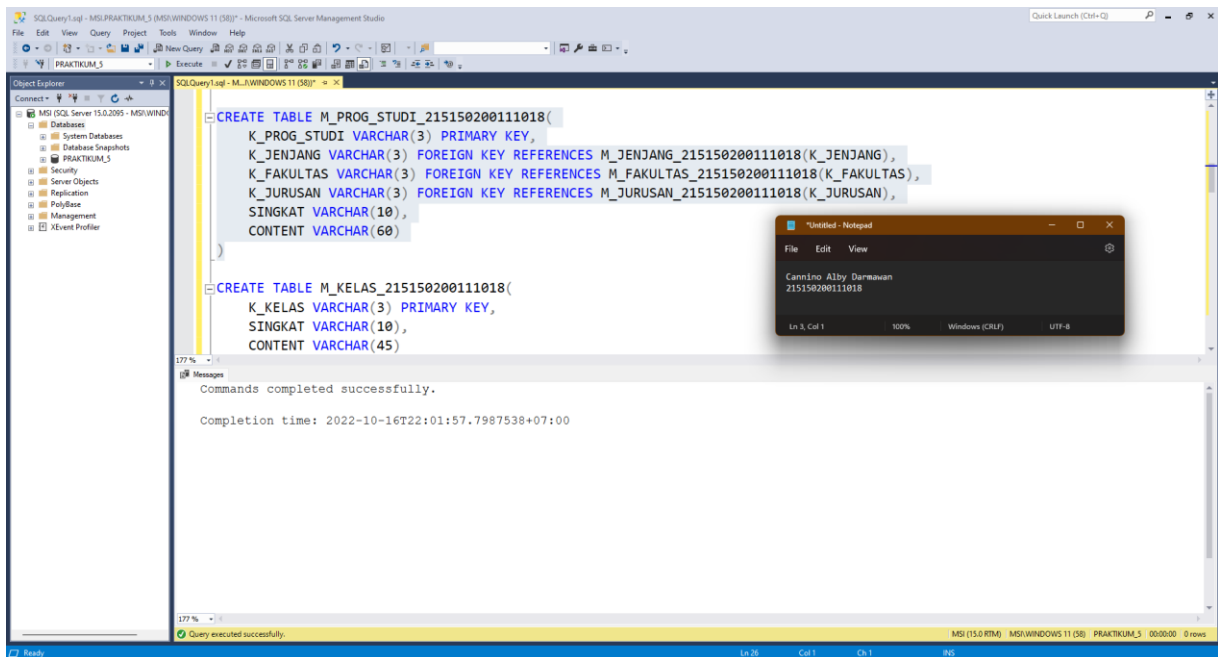 SQLQuery1.sql - MSI.PRAKTIKUM_5 (MSI\WINDOWS 11 (58))* - Microsoft SQL Server Management Studio
Quick Launch (Ctrl+Q)
File Edit View Query Project Tools Window Help
New Query
PRAKTIKUM_5
Execute
Object Explorer
SQLQuery1.sql - M...I\WINDOWS 11 (58))*
Connect
MSI (SQL Server 15.0.2095 - MSI\WIND
Databases
System Databases
Database Snapshots
PRAKTIKUM_5
Security
Server Objects
Replication
PolyBase
Management
XEvent Profiler
CREATE TABLE M_PROG_STUDI_215150200111018(
K_PROG_STUDI VARCHAR(3) PRIMARY KEY,
K_JENJANG VARCHAR(3) FOREIGN KEY REFERENCES M_JENJANG_215150200111018(K_JENJANG),
K_FAKULTAS VARCHAR(3) FOREIGN KEY REFERENCES M_FAKULTAS_215150200111018(K_FAKULTAS),
K_JURUSAN VARCHAR(3) FOREIGN KEY REFERENCES M_JURUSAN_215150200111018(K_JURUSAN),
SINGKAT VARCHAR(10),
CONTENT VARCHAR(60)
)
CREATE TABLE M_KELAS_215150200111018(
K_KELAS VARCHAR(3) PRIMARY KEY,
SINGKAT VARCHAR(10),
CONTENT VARCHAR(45)
*Untitled - Notepad
File Edit View
Cannino Alby Darmawan
215150200111018
Ln 3, Col 1 100% Windows (CRLF) UTF-8
177 %
Messages
Commands completed successfully.
Completion time: 2022-10-16T22:01:57.7987538+07:00
177 %
Query executed successfully.
MSI (15.0 RTM) MSI\WINDOWS 11 (58) PRAKTIKUM_5 00:00:00 0 rows
Ready
Ln 26 Col 1 Ch 1 INS